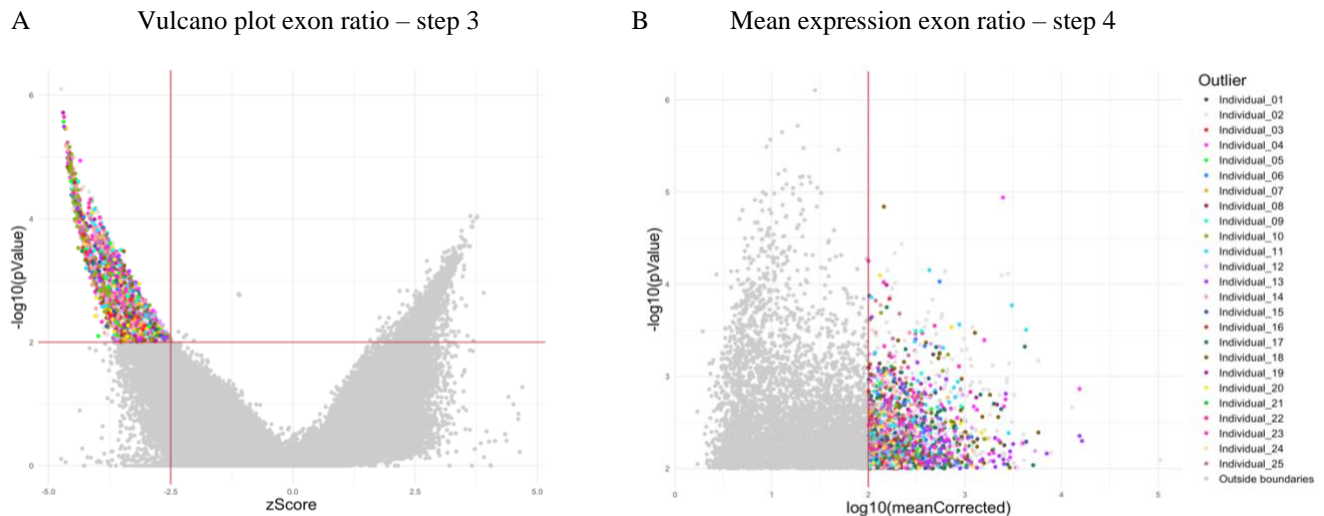 A Vulcano plot exon ratio – step 3
6
4
2
0
-log10(pValue)
-5.0 -2.5 0.0 2.5 5.0
zScore
B Mean expression exon ratio – step 4
6
5
4
3
2
-log10(pValue)
0 1 2 3 4 5
log10(meanCorrected)
Outlier
Individual_01
Individual_02
Individual_03
Individual_04
Individual_05
Individual_06
Individual_07
Individual_08
Individual_09
Individual_10
Individual_11
Individual_12
Individual_13
Individual_14
Individual_15
Individual_16
Individual_17
Individual_18
Individual_19
Individual_20
Individual_21
Individual_22
Individual_23
Individual_24
Individual_25
Outside boundaries